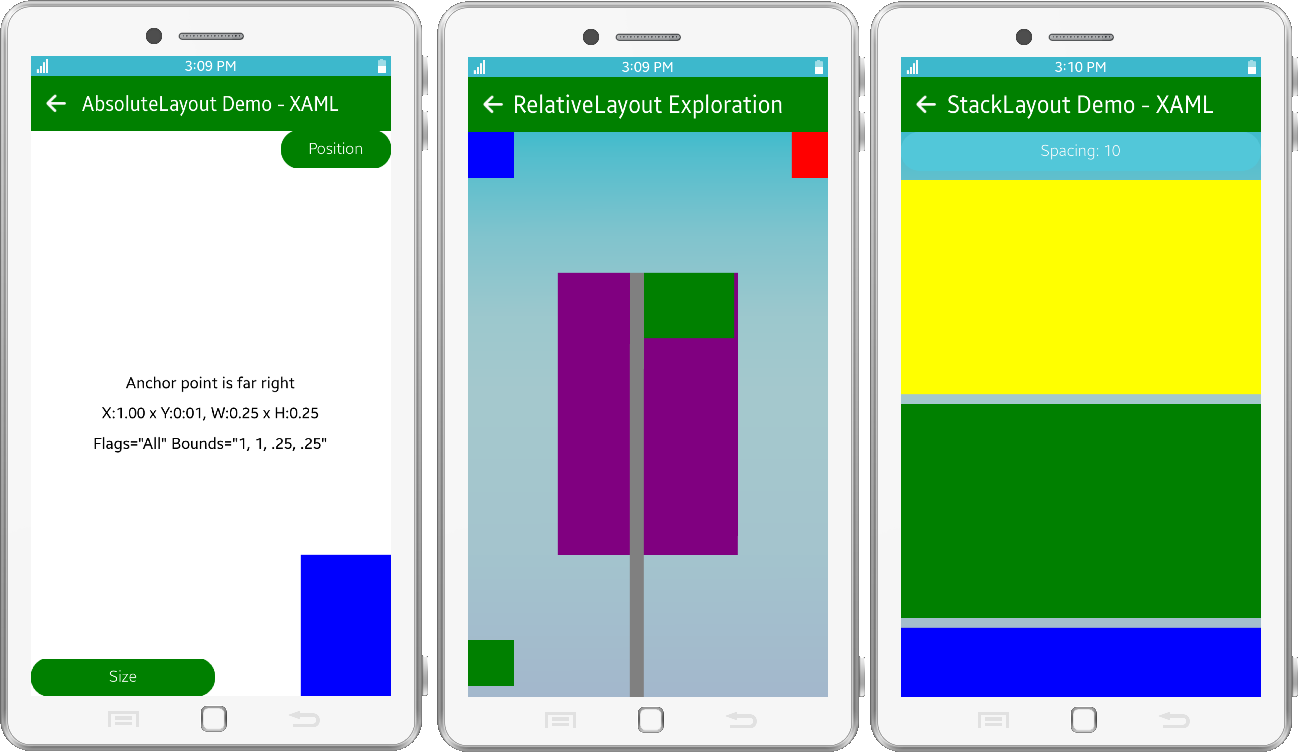 3:09 PM
AbsoluteLayout Demo - XAML
Position
Anchor point is far right
X:1.00 x Y:0:01, W:0.25 x H:0.25
Flags="All" Bounds="1, 1, .25, .25"
Size
3:09 PM
RelativeLayout Exploration
3:10 PM
StackLayout Demo - XAML
Spacing: 10